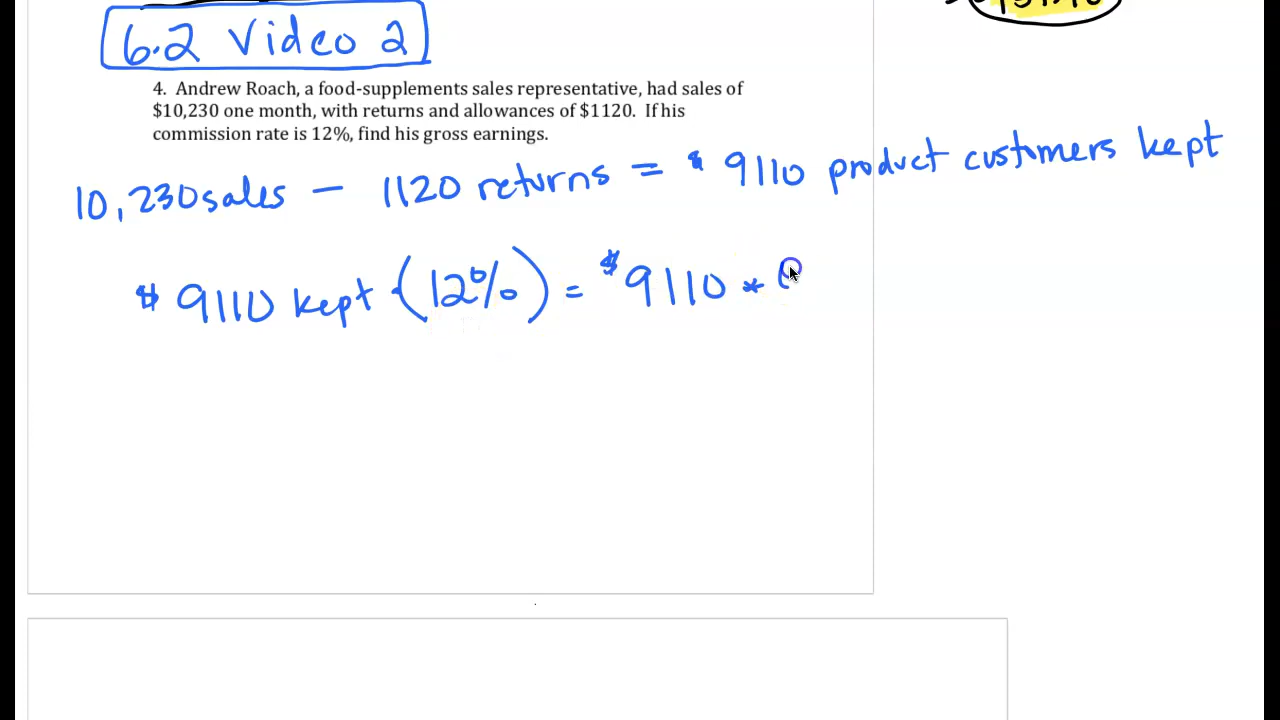 6.2 Video 2
4. Andrew Roach, a food-supplements sales representative, had sales of
$10,230 one month, with returns and allowances of $1120. If his
commission rate is 12%, find his gross earnings.
10,230 sales - 1120 returns = $9110 product customers kept
$9110 kept (12%) = $9110 *